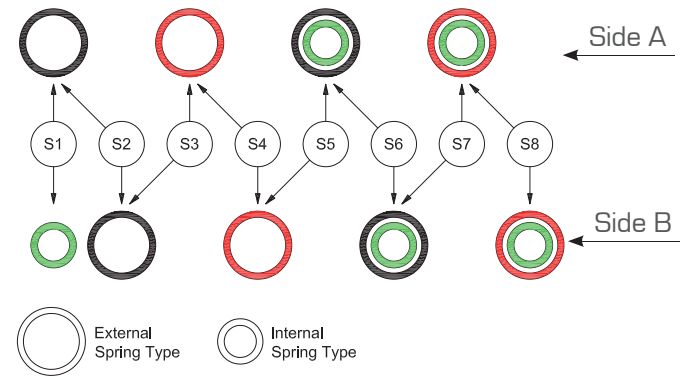 Side A
S1
S2
S3
S4
S5
S6
S7
S8
Side B
External
Spring Type
Internal
Spring Type